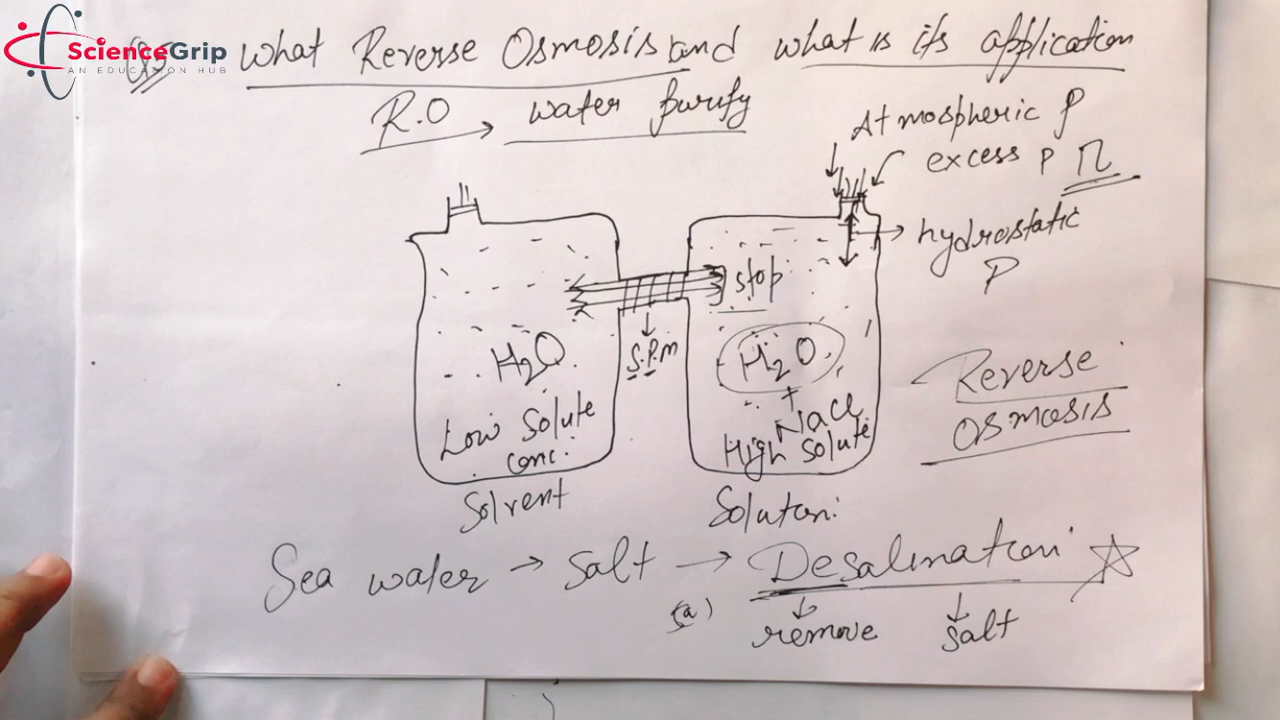 ScienceGrip
AN EDUCATION HUB
What Reverse Osmosis and what is its application
R.O → water purify
Atmospheric P
excess P π
hydrostatic
P
stop
S.P.M
H2O
Low Solute
conc.
Solvent
H2O
+
NaCl
High Solute
Solution
Reverse
osmosis
Sea water → salt → Desalination
(a)
remove
salt